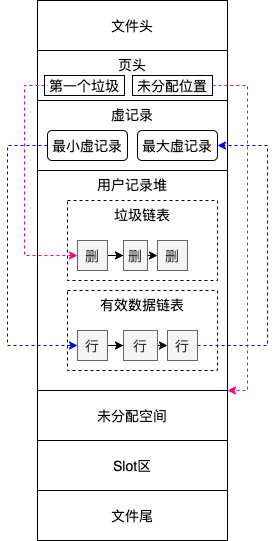 文件头
页头
第一个垃圾 未分配位置
虚记录
最小虚记录 最大虚记录
用户记录堆
垃圾链表
删 删 删
有效数据链表
行 行 行
未分配空间
Slot区
文件尾